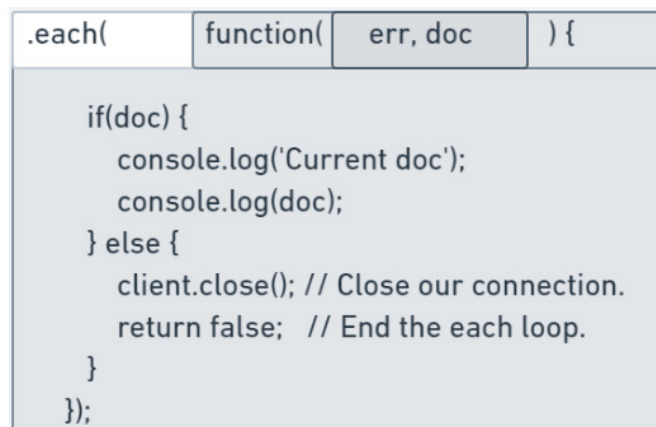 .each( function( err, doc ) {
if(doc) {
console.log('Current doc');
console.log(doc);
} else {
client.close(); // Close our connection.
return false; // End the each loop.
}
});